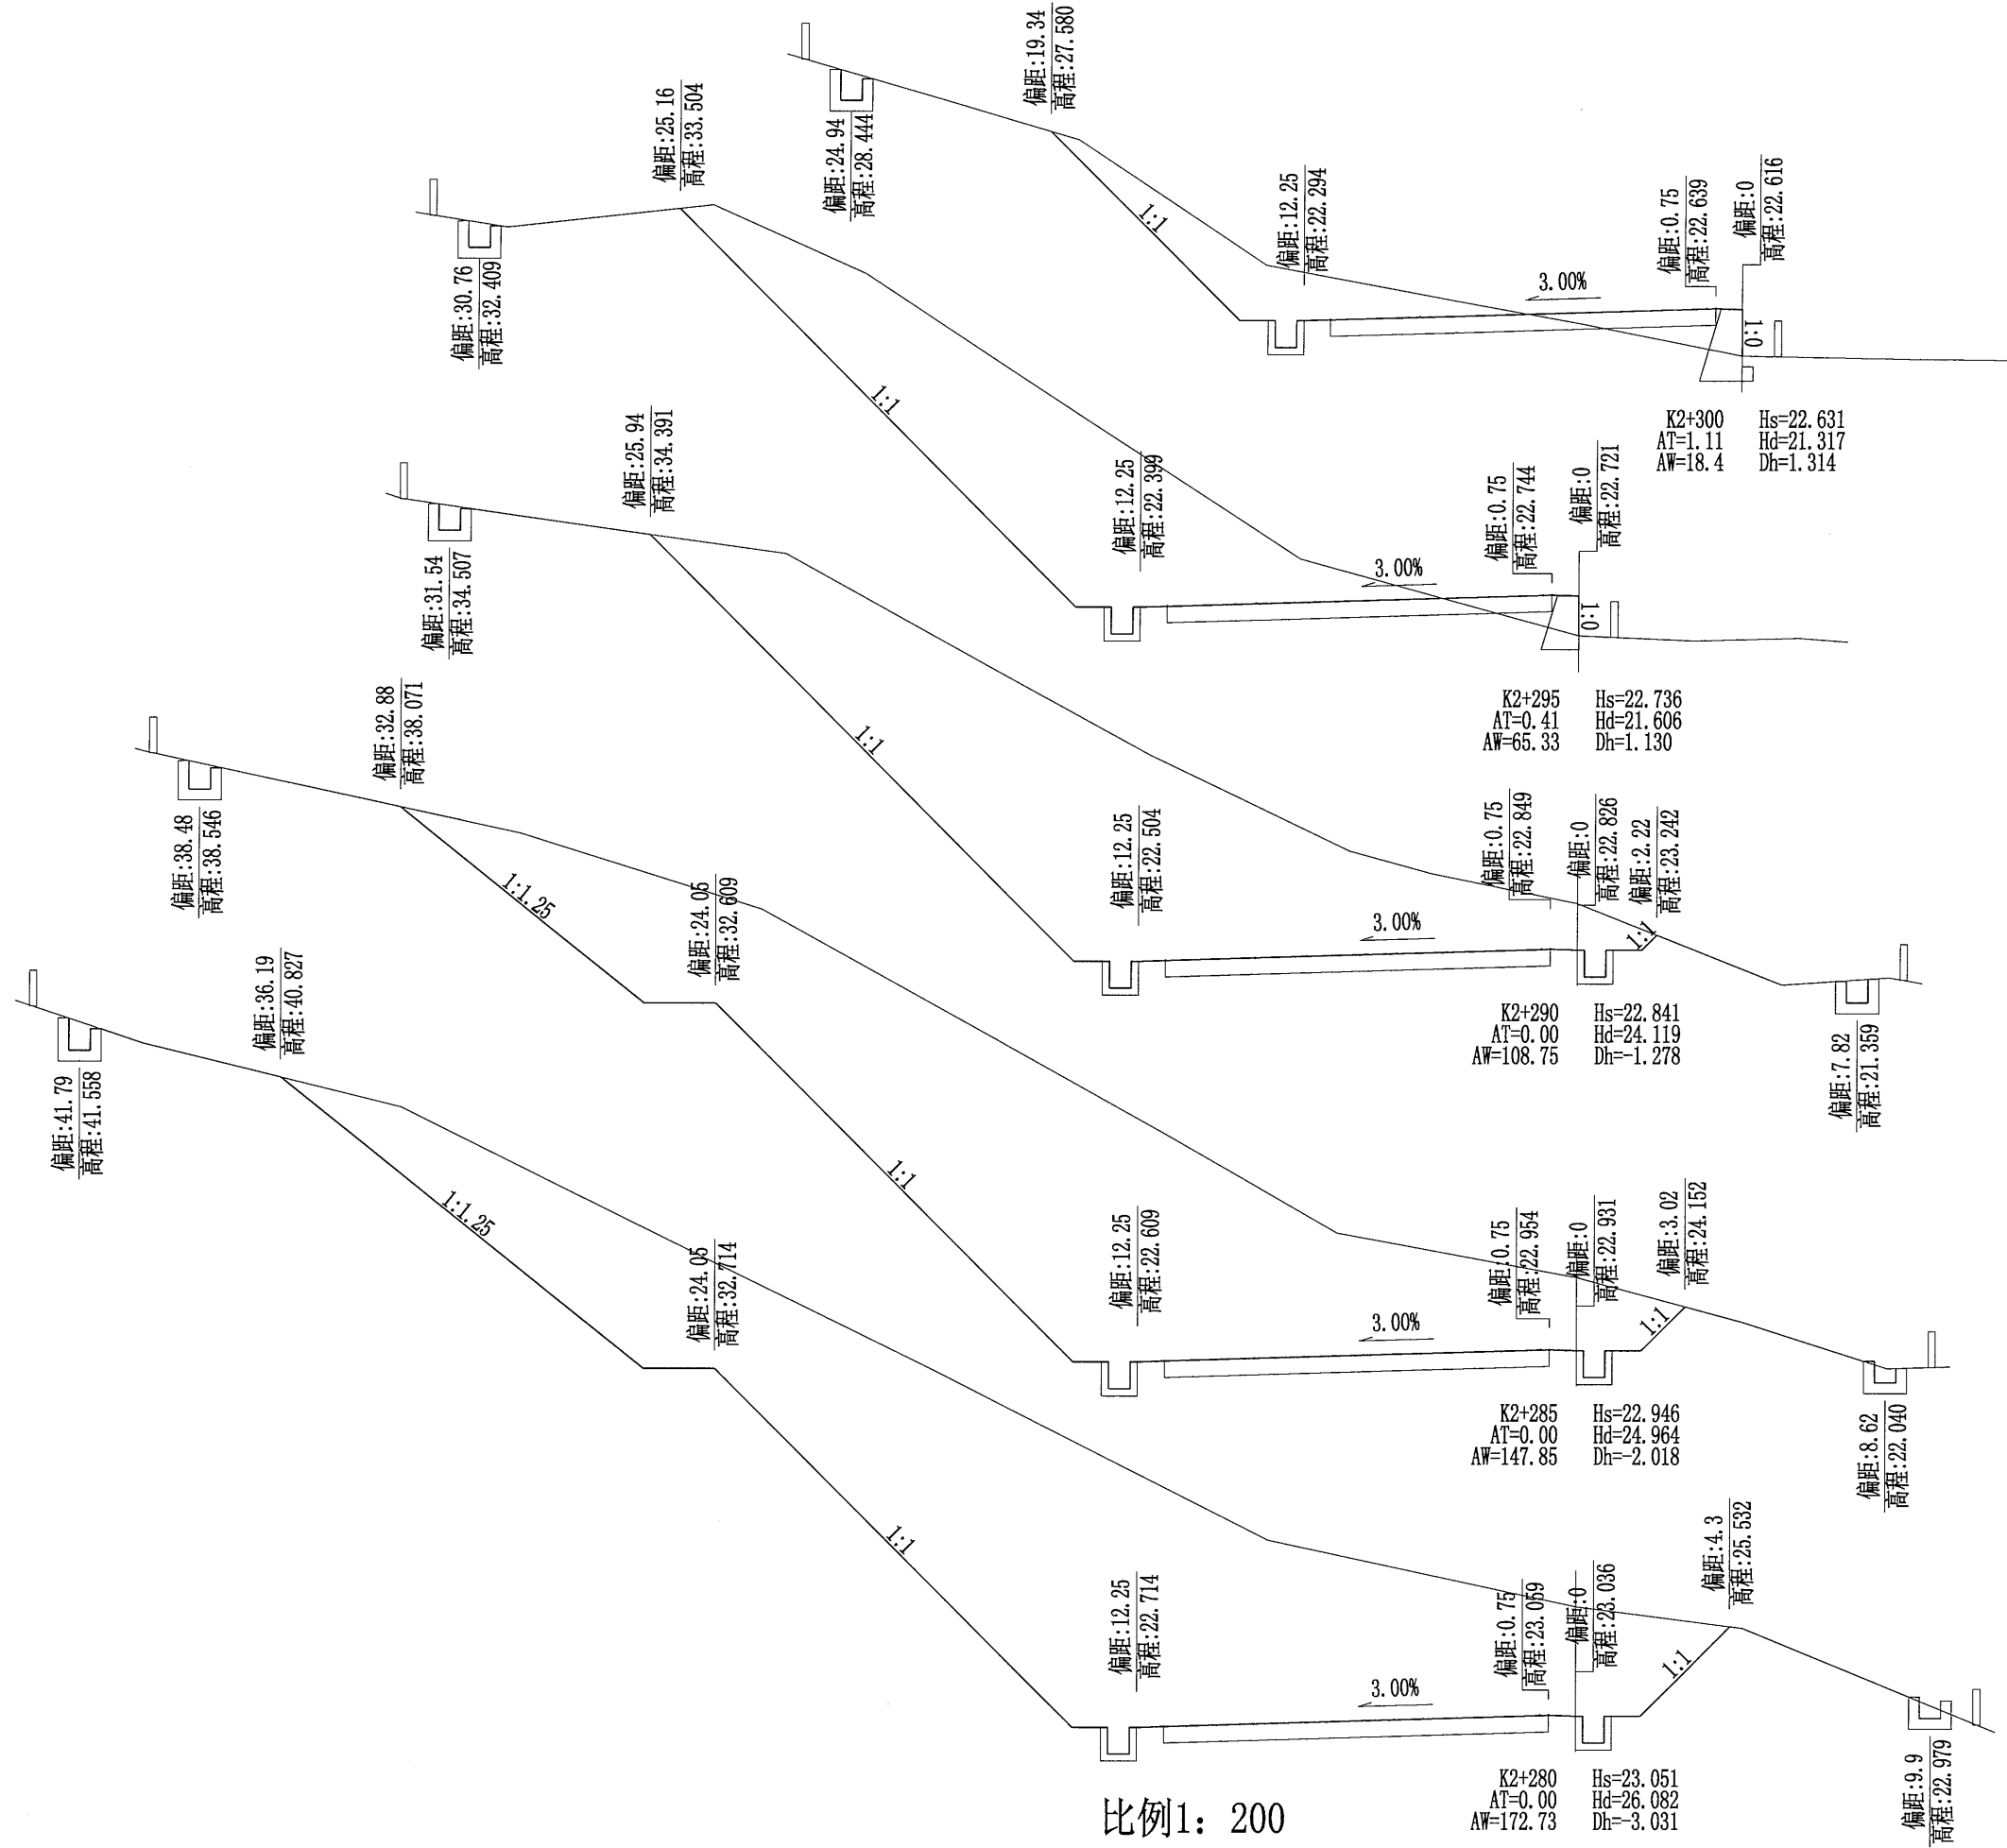 偏距:24.94
高程:28.444
偏距:19.34
高程:27.580
1:1
偏距:12.25
高程:22.294
3.00%
偏距:0.75
高程:22.639
偏距:0
高程:22.616
1:0
K2+300 Hs=22.631
AT=1.11 Hd=21.317
AW=18.4 Dh=1.314
偏距:30.76
高程:32.409
偏距:25.16
高程:33.504
1:1
偏距:12.25
高程:22.399
3.00%
偏距:0.75
高程:22.744
偏距:0
高程:22.721
1:0
K2+295 Hs=22.736
AT=0.41 Hd=21.606
AW=65.33 Dh=1.130
偏距:31.54
高程:34.507
偏距:25.94
高程:34.391
1:1
偏距:12.25
高程:22.504
3.00%
偏距:0.75
高程:22.849
偏距:0
高程:22.826
偏距:2.22
高程:23.242
1:1
偏距:7.82
高程:21.359
K2+290 Hs=22.841
AT=0.00 Hd=24.119
AW=108.75 Dh=-1.278
偏距:38.48
高程:38.546
偏距:32.88
高程:38.071
1:1.25
偏距:24.05
高程:32.609
1:1
偏距:12.25
高程:22.609
3.00%
偏距:0.75
高程:22.954
偏距:0
高程:22.931
偏距:3.02
高程:24.152
1:1
偏距:8.62
高程:22.040
K2+285 Hs=22.946
AT=0.00 Hd=24.964
AW=147.85 Dh=-2.018
偏距:41.79
高程:41.558
偏距:36.19
高程:40.827
1:1.25
偏距:24.05
高程:32.714
1:1
偏距:12.25
高程:22.714
3.00%
偏距:0.75
高程:23.059
偏距:0
高程:23.036
偏距:4.3
高程:25.532
1:1
偏距:9.9
高程:22.979
K2+280 Hs=23.051
AT=0.00 Hd=26.082
AW=172.73 Dh=-3.031
比例1：200